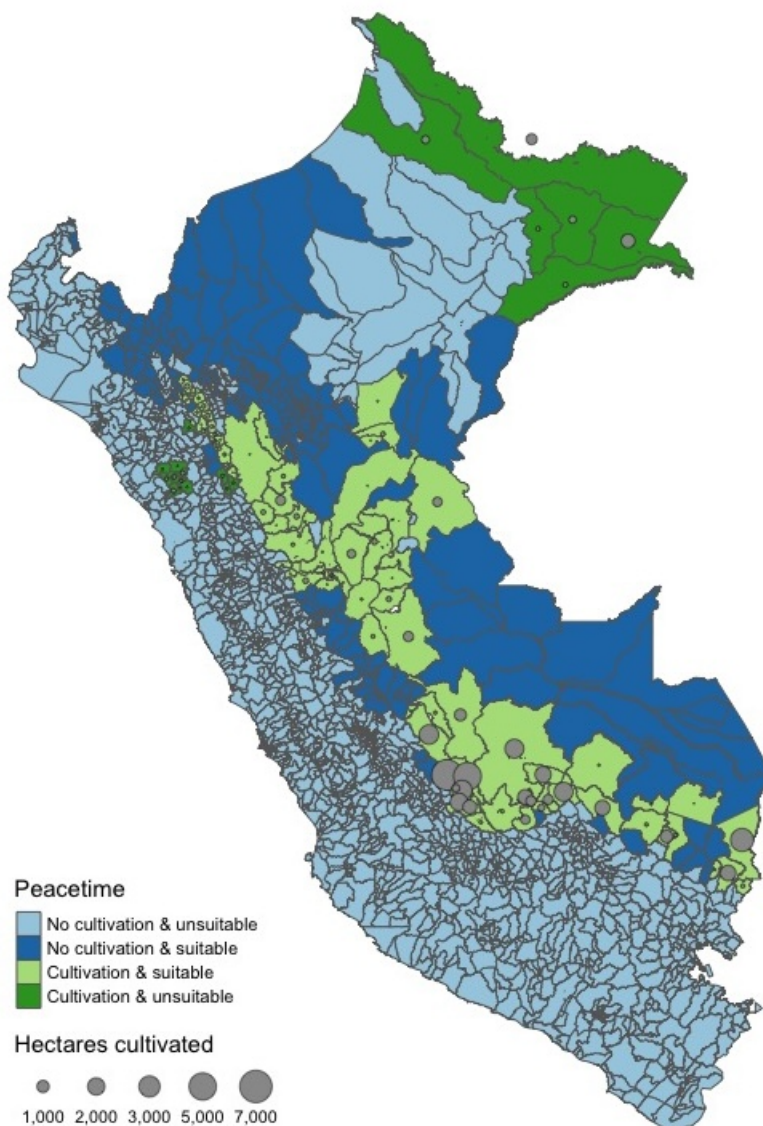 Peacetime
No cultivation & unsuitable
No cultivation & suitable
Cultivation & suitable
Cultivation & unsuitable
Hectares cultivated
1,000 2,000 3,000 5,000 7,000